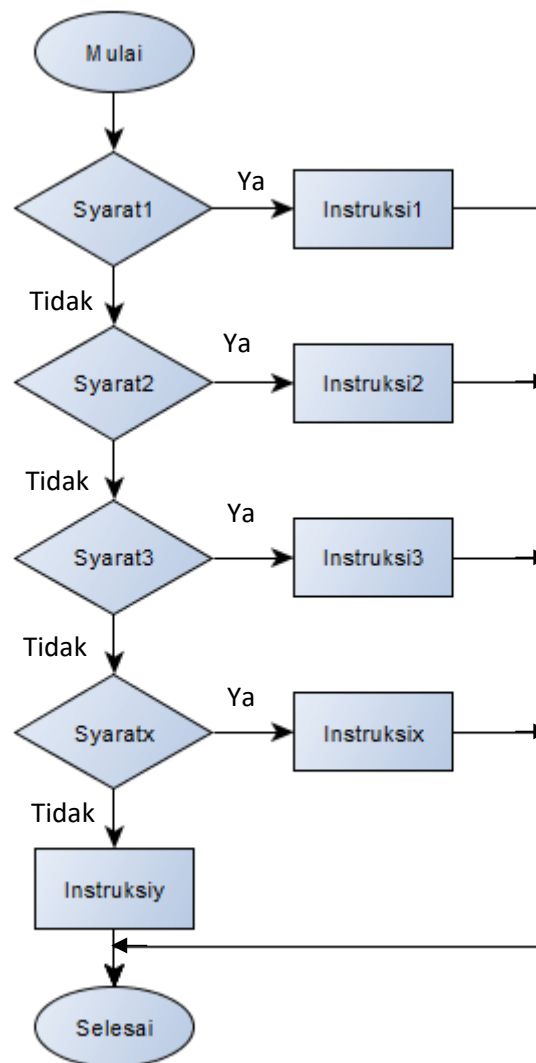 Mulai
Ya
Syarat1
Instruksi1
Tidak
Ya
Syarat2
Instruksi2
Tidak
Ya
Syarat3
Instruksi3
Tidak
Ya
Syaratx
Instruksix
Tidak
Instruksiy
Selesai